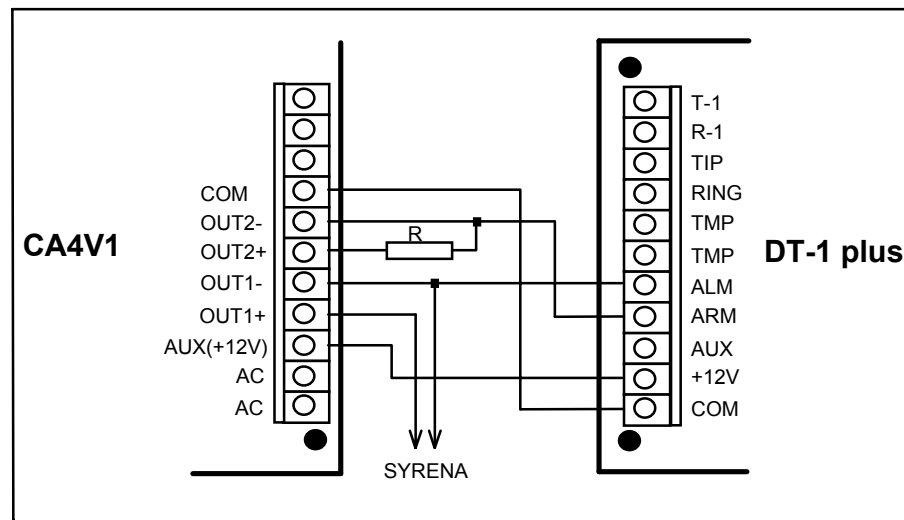 CA4V1
COM
OUT2-
OUT2+
OUT1-
OUT1+
AUX(+12V)
AC
AC
R
SYRENA
T-1
R-1
TIP
RING
TMP
TMP
ALM
ARM
AUX
+12V
COM
DT-1 plus